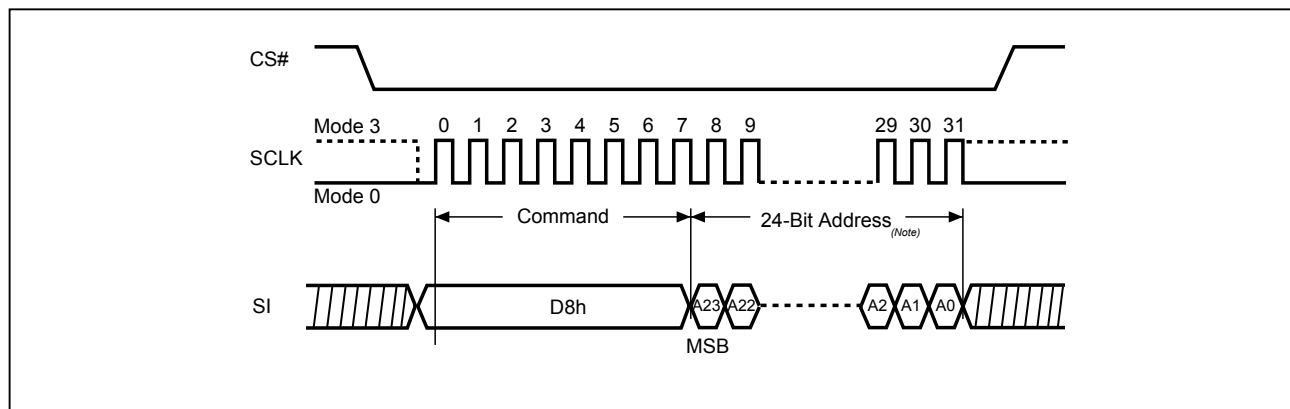 CS#
Mode 3
0 1 2 3 4 5 6 7 8 9 29 30 31
SCLK
Mode 0
Command
24-Bit Address (Note)
SI
D8h
A23 A22 A2 A1 A0
MSB